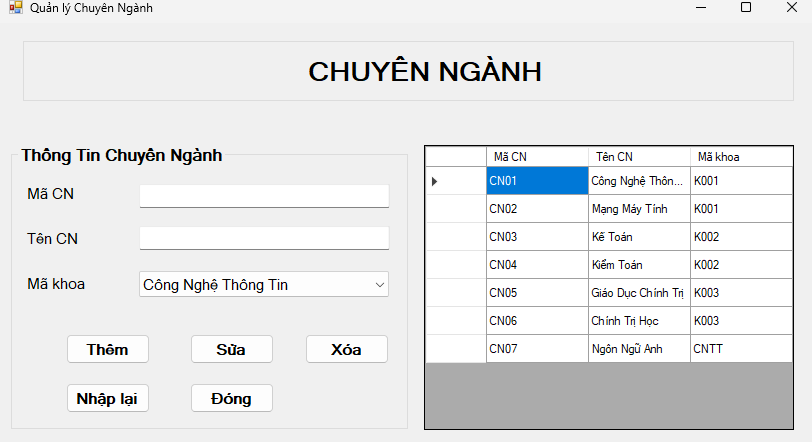 Quản lý Chuyên Ngành
CHUYÊN NGÀNH
Thông Tin Chuyên Ngành
Mã CN
Tên CN
Mã khoa Công Nghệ Thông Tin
Thêm Sửa Xóa
Nhập lại Đóng
Mã CN Tên CN Mã khoa
CN01 Công Nghệ Thôn... K001
CN02 Mạng Máy Tính K001
CN03 Kế Toán K002
CN04 Kiểm Toán K002
CN05 Giáo Dục Chính Trị K003
CN06 Chính Trị Học K003
CN07 Ngôn Ngữ Anh CNTT